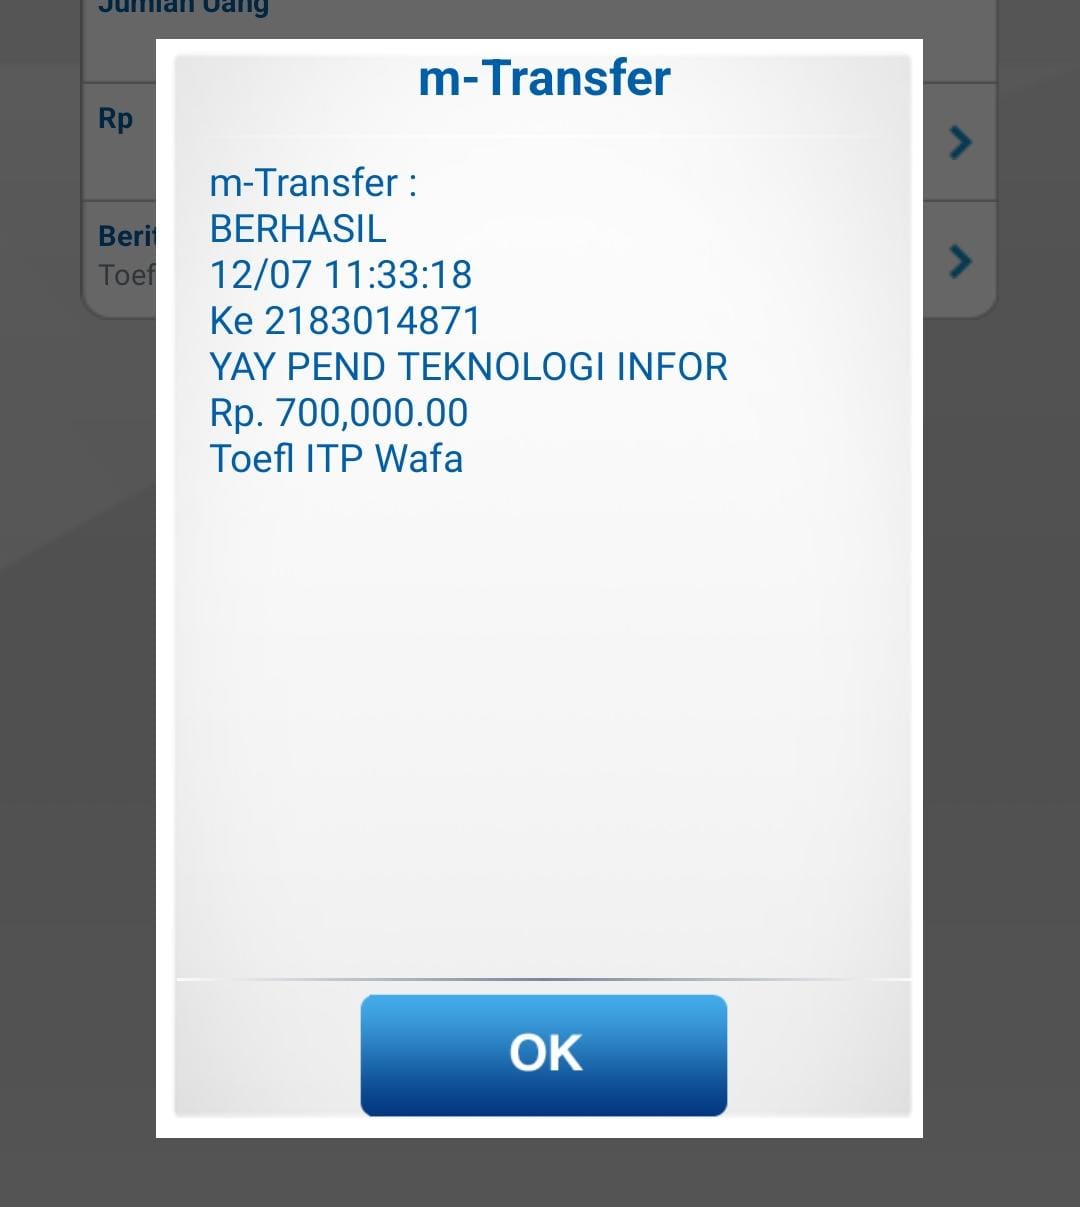 Jumlah Uang
m-Transfer
Rp
m-Transfer :
BERHASIL
12/07 11:33:18
Ke 2183014871
YAY PEND TEKNOLOGI INFOR
Rp. 700,000.00
Toefl ITP Wafa
Berit
Toef
OK